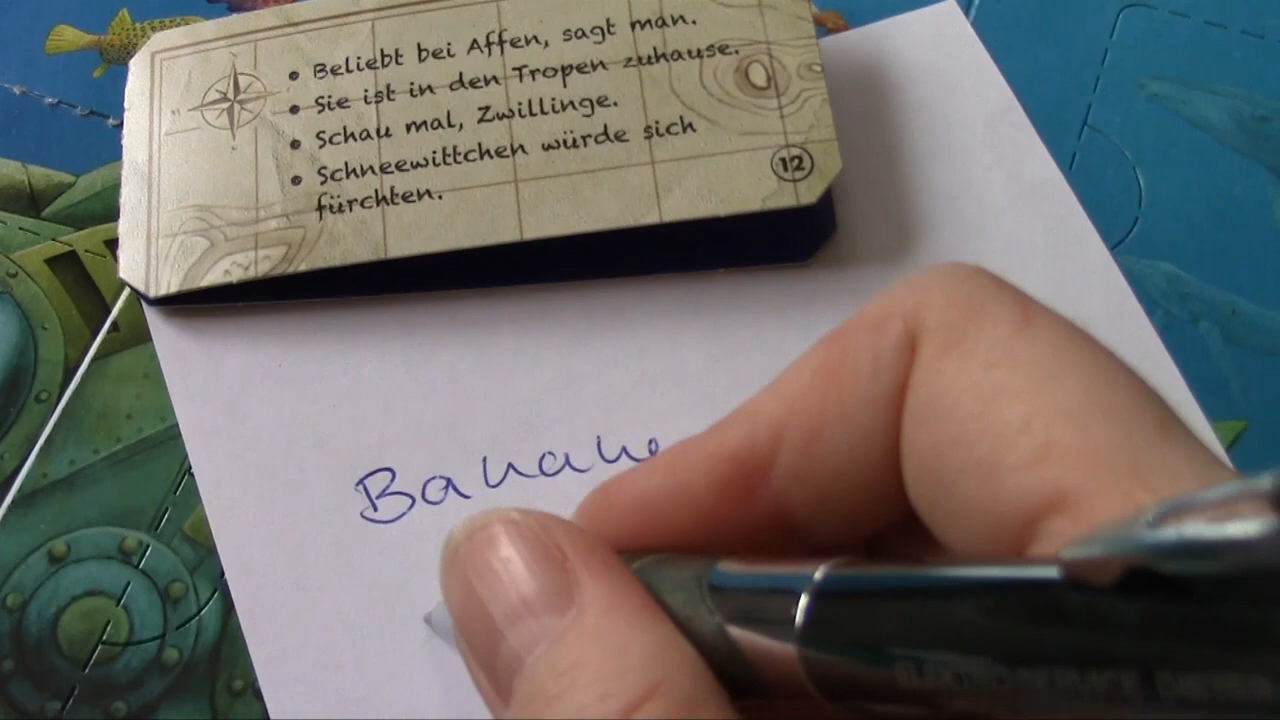 • Beliebt bei Affen, sagt man.
• Sie ist in den Tropen zuhause.
• Schau mal, Zwillinge.
• Schneewittchen würde sich
fürchten.
12
Banane